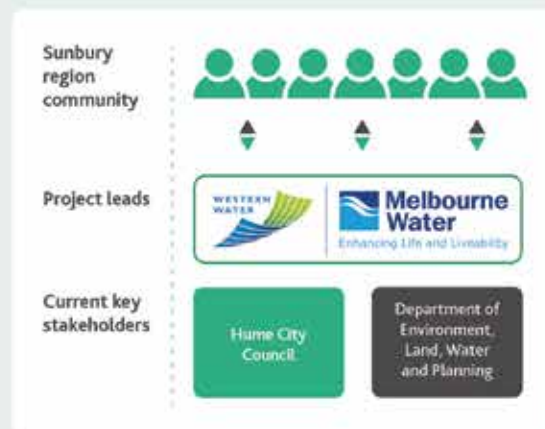 Sunbury
region
community
Project leads
WESTERN
WATER
Melbourne
Water
Enhancing Life and Liveability
Current key
stakeholders
Hume City
Council
Department of
Environment,
Land, Water
and Planning